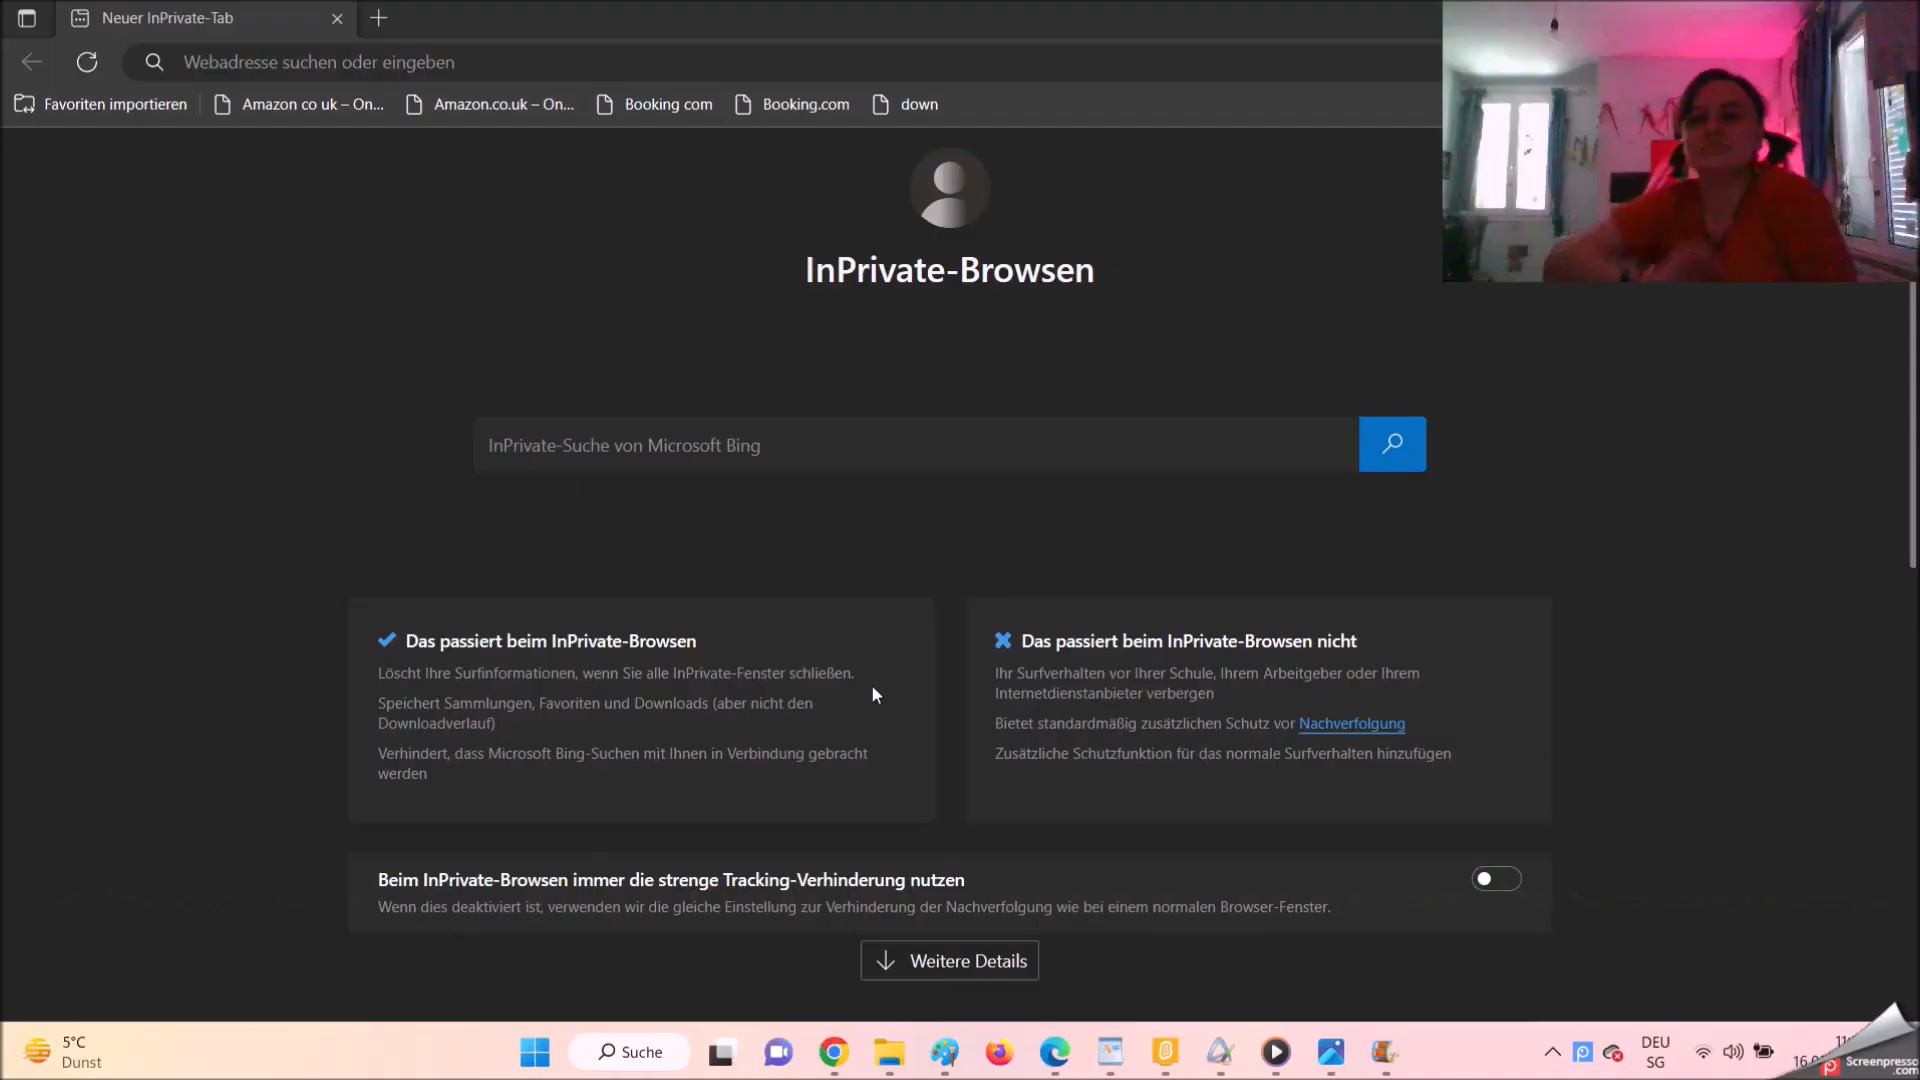 Neuer InPrivate-Tab
Webadresse suchen oder eingeben
Favoriten importieren
Amazon co uk – On...
Amazon.co.uk – On...
Booking com
Booking.com
down
InPrivate-Browsen
InPrivate-Suche von Microsoft Bing
Das passiert beim InPrivate-Browsen
Löscht Ihre Surfinformationen, wenn Sie alle InPrivate-Fenster schließen.
Speichert Sammlungen, Favoriten und Downloads (aber nicht den
Downloadverlauf)
Verhindert, dass Microsoft Bing-Suchen mit Ihnen in Verbindung gebracht
werden
Das passiert beim InPrivate-Browsen nicht
Ihr Surfverhalten vor Ihrer Schule, Ihrem Arbeitgeber oder Ihrem
Internetdienstanbieter verbergen
Bietet standardmäßig zusätzlichen Schutz vor Nachverfolgung
Zusätzliche Schutzfunktion für das normale Surfverhalten hinzufügen
Beim InPrivate-Browsen immer die strenge Tracking-Verhinderung nutzen
Wenn dies deaktiviert ist, verwenden wir die gleiche Einstellung zur Verhinderung der Nachverfolgung wie bei einem normalen Browser-Fenster.
Weitere Details
5°C
Dunst
Suche
DEU
SG
Screenpresso
.com